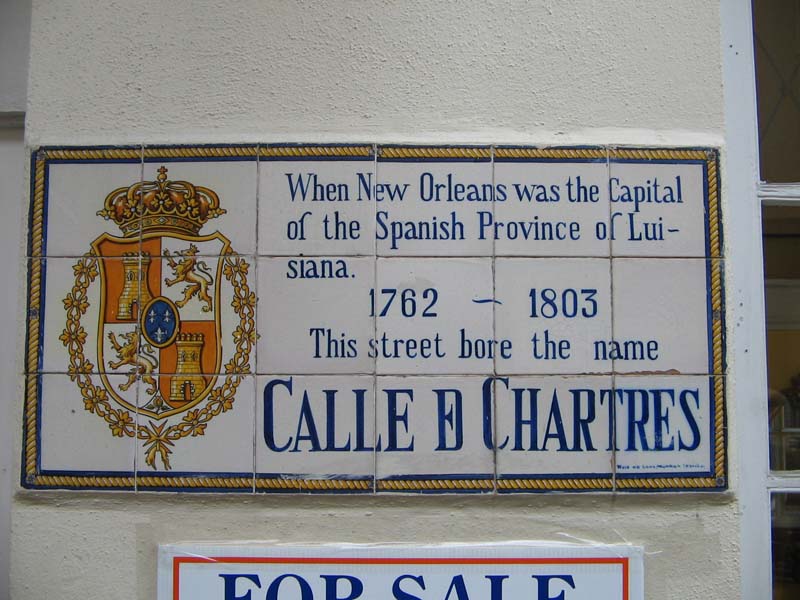 When New Orleans was the Capital
of the Spanish Province of Lui-
siana.
1762 ~ 1803
This street bore the name
CALLE D CHARTRES
FOR SALE